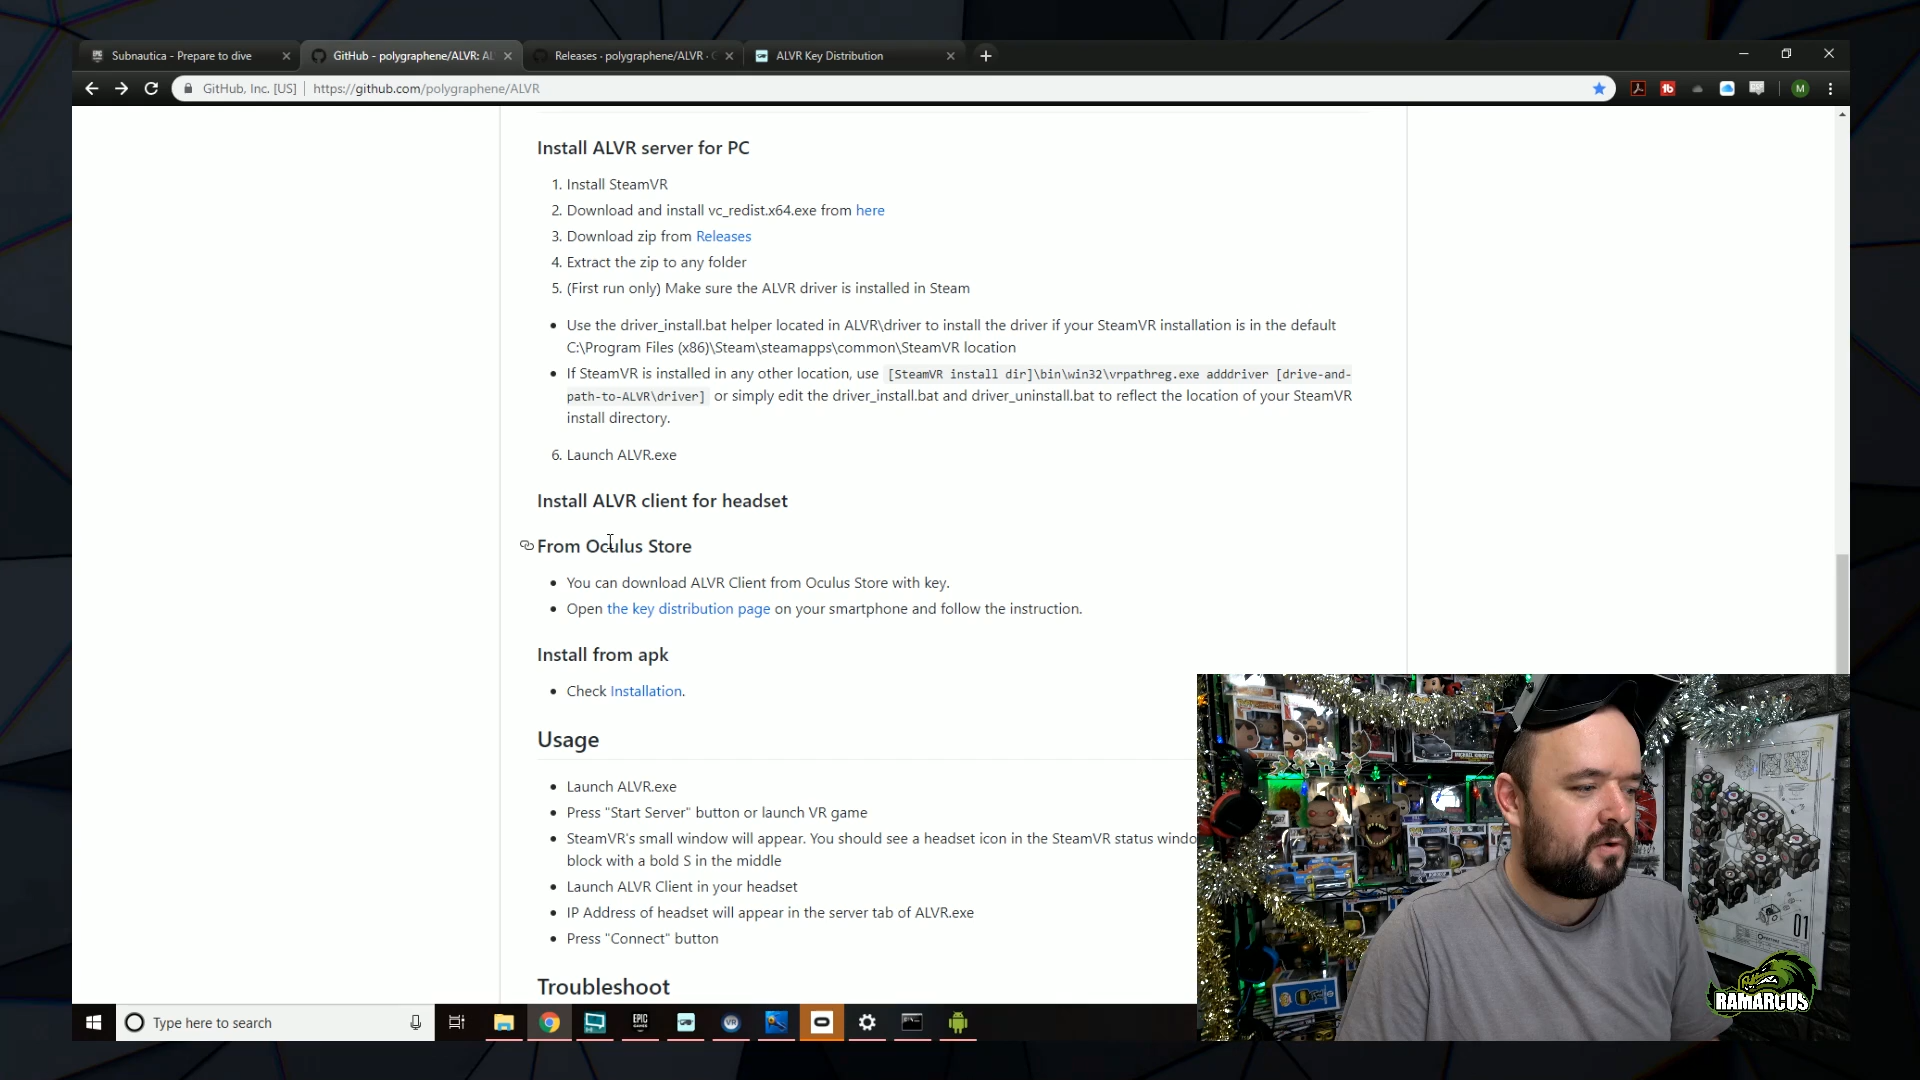 Subnautica - Prepare to dive
GitHub - polygraphene/ALVR: AL
Releases · polygraphene/ALVR ·
ALVR Key Distribution
GitHub, Inc. [US]
https://github.com/polygraphene/ALVR
M
Install ALVR server for PC
1. Install SteamVR
2. Download and install vc_redist.x64.exe from here
3. Download zip from Releases
4. Extract the zip to any folder
5. (First run only) Make sure the ALVR driver is installed in Steam
• Use the driver_install.bat helper located in ALVR\driver to install the driver if your SteamVR installation is in the default
C:\Program Files (x86)\Steam\steamapps\common\SteamVR location
• If SteamVR is installed in any other location, use [SteamVR install dir]\bin\win32\vrpathreg.exe adddriver [drive-and-
path-to-ALVR\driver] or simply edit the driver_install.bat and driver_uninstall.bat to reflect the location of your SteamVR
install directory.
6. Launch ALVR.exe
Install ALVR client for headset
From Oculus Store
• You can download ALVR Client from Oculus Store with key.
• Open the key distribution page on your smartphone and follow the instruction.
Install from apk
• Check Installation.
Usage
• Launch ALVR.exe
• Press "Start Server" button or launch VR game
• SteamVR's small window will appear. You should see a headset icon in the SteamVR status windo
block with a bold S in the middle
• Launch ALVR Client in your headset
• IP Address of headset will appear in the server tab of ALVR.exe
• Press "Connect" button
Troubleshoot
Type here to search
EPIC
GAMES
VR
01
RAMARCUS